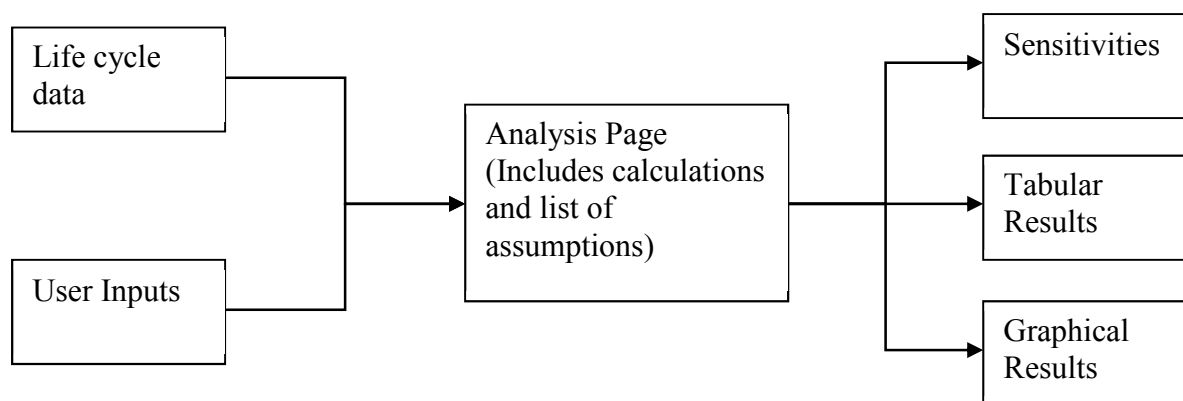 Life cycle
data
User Inputs
Analysis Page
(Includes calculations
and list of
assumptions)
Sensitivities
Tabular
Results
Graphical
Results